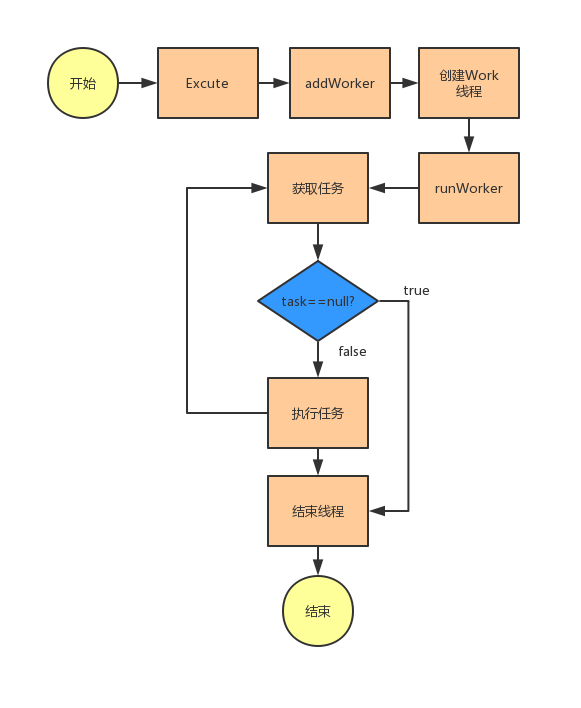 开始
Excute
addWorker
创建Work
线程
获取任务
runWorker
task==null?
true
false
执行任务
结束线程
结束